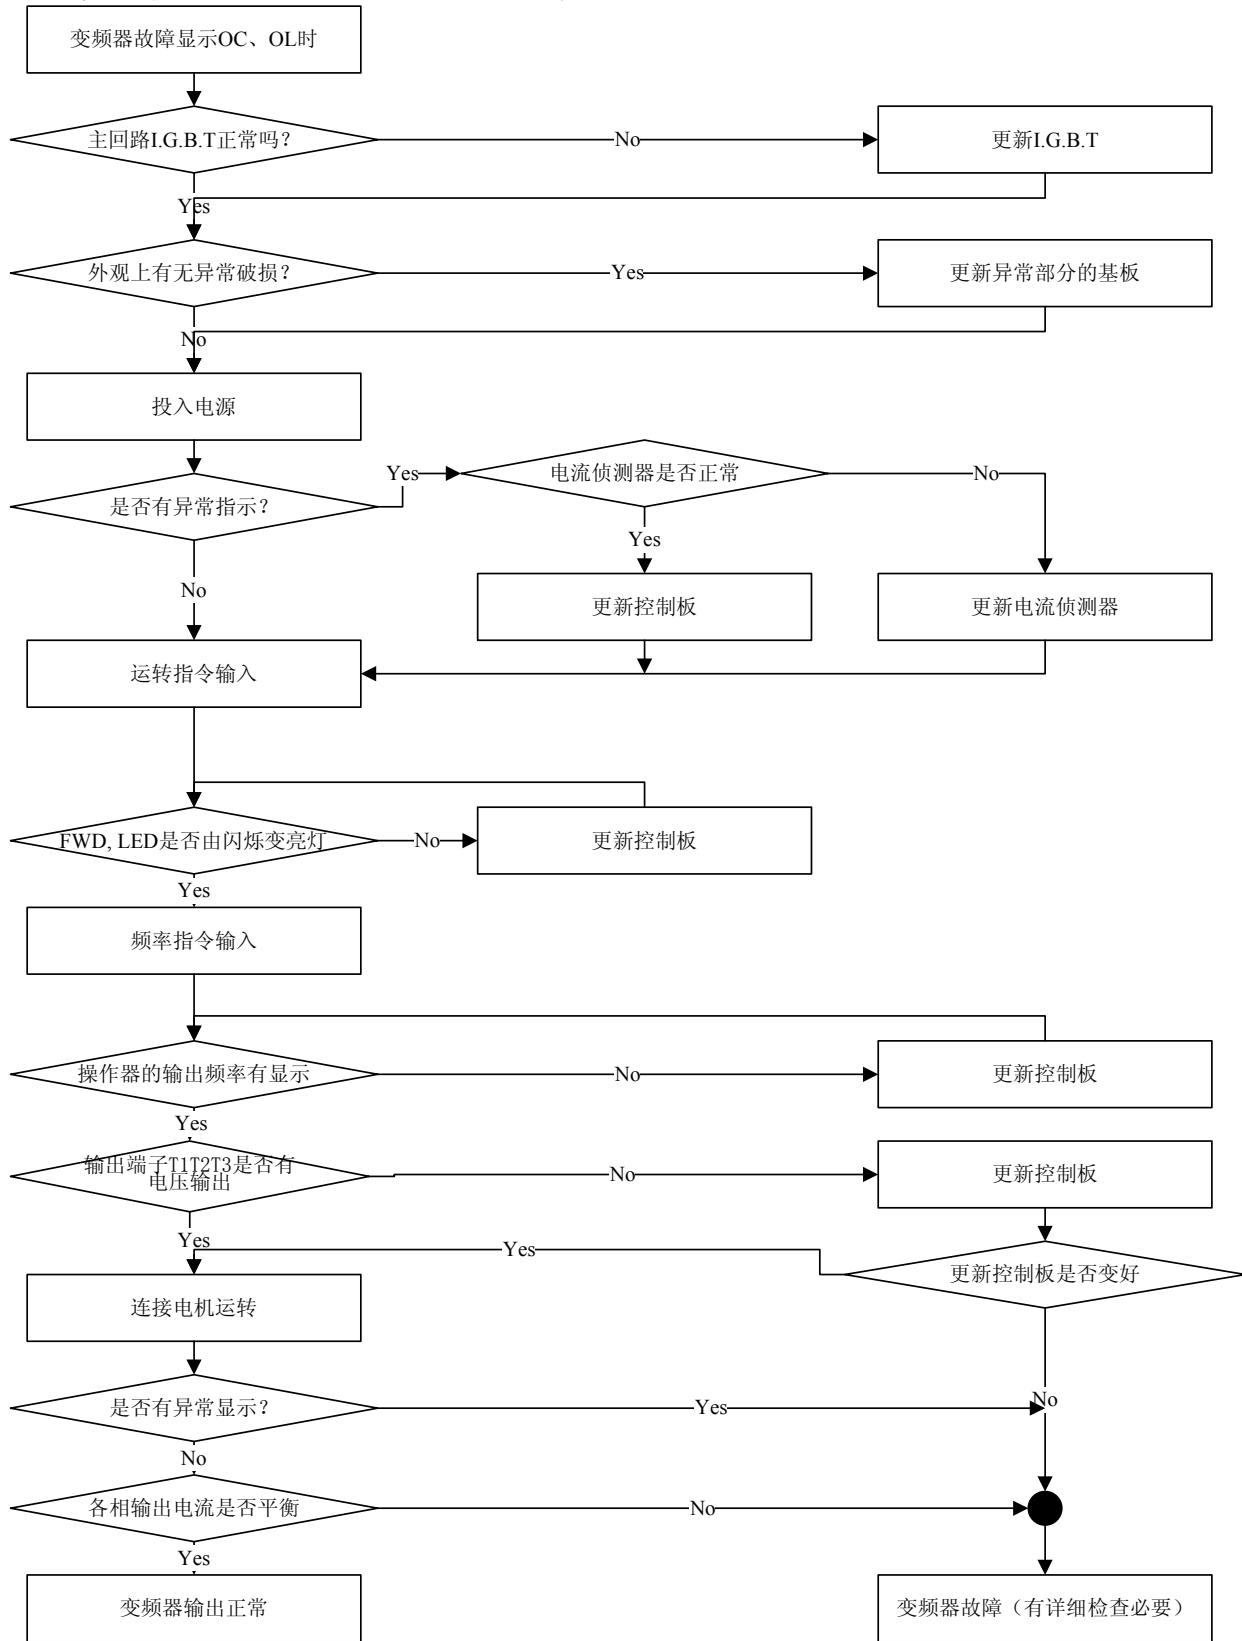 变频器故障显示OC、OL时
主回路I.G.B.T正常吗?
No
更新I.G.B.T
Yes
外观上有无异常破损?
Yes
更新异常部分的基板
No
投入电源
是否有异常指示?
Yes
电流侦测器是否正常
No
Yes
No
更新控制板
更新电流侦测器
运转指令输入
FWD, LED是否由闪烁变亮灯
No
更新控制板
Yes
频率指令输入
操作器的输出频率有显示
No
更新控制板
Yes
输出端子T1T2T3是否有
电压输出
No
更新控制板
Yes
Yes
更新控制板是否变好
连接电机运转
No
是否有异常显示?
Yes
No
各相输出电流是否平衡
No
Yes
变频器输出正常
变频器故障（有详细检查必要）